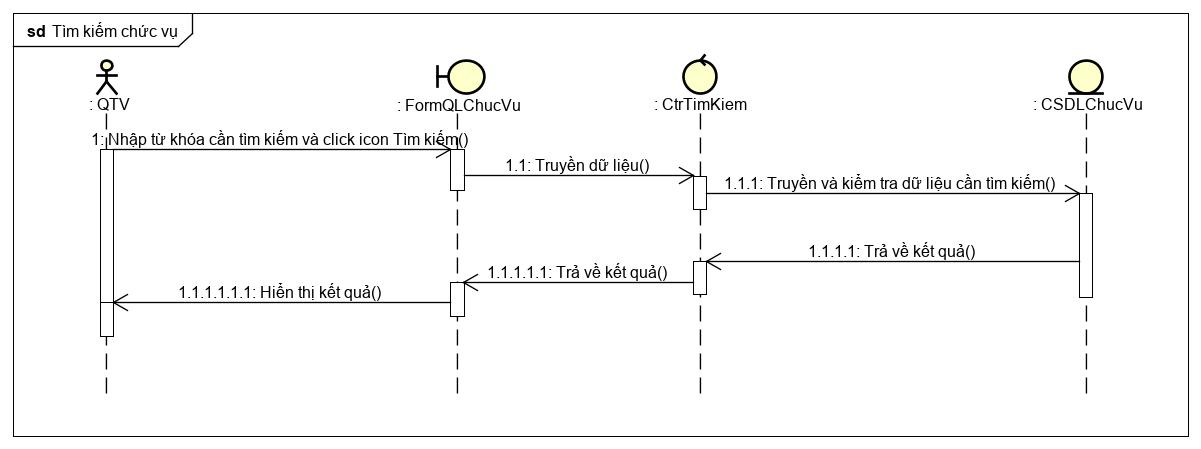 sd Tìm kiếm chức vụ
: QTV
: FormQLChucVu
: CtrTimKiem
: CSDLChucVu
1: Nhập từ khóa cần tìm kiếm và click icon Tìm kiếm()
1.1: Truyền dữ liệu()
1.1.1: Truyền và kiểm tra dữ liệu cần tìm kiếm()
1.1.1.1: Trả về kết quả()
1.1.1.1.1: Trả về kết quả()
1.1.1.1.1.1: Hiển thị kết quả()